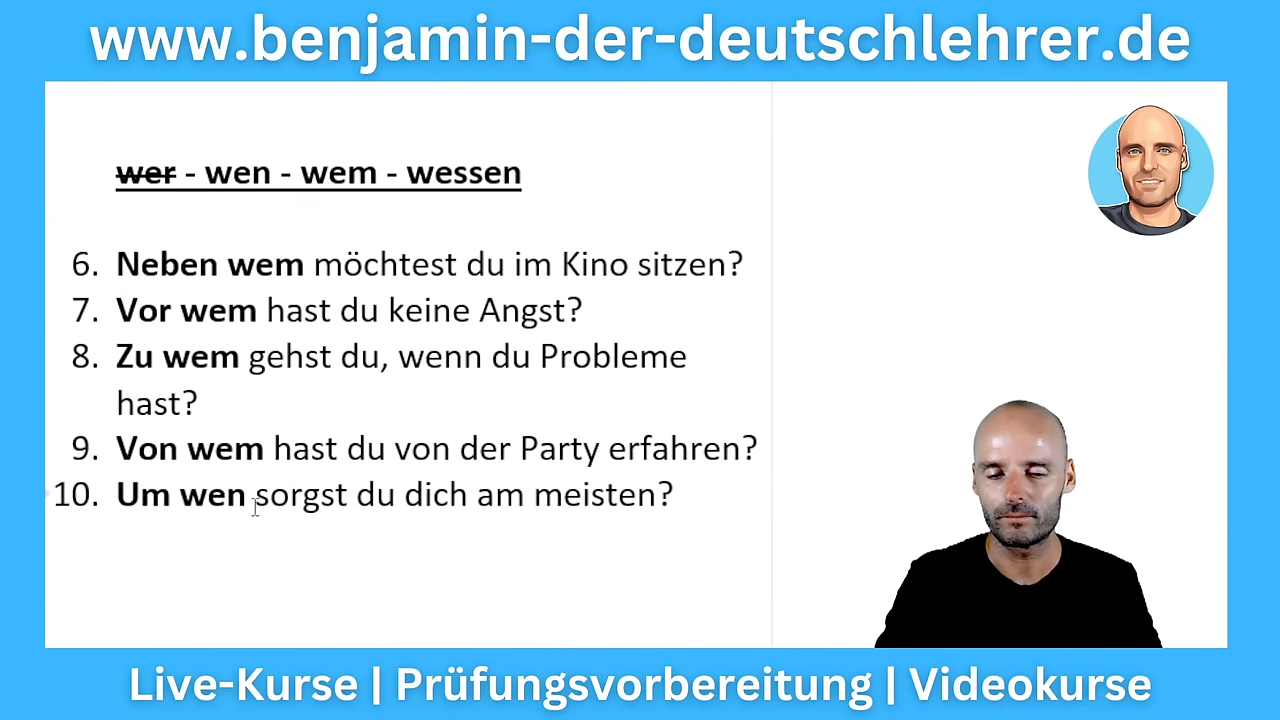 www.benjamin-der-deutschlehrer.de
wer - wen - wem - wessen
6. Neben wem möchtest du im Kino sitzen?
7. Vor wem hast du keine Angst?
8. Zu wem gehst du, wenn du Probleme
hast?
9. Von wem hast du von der Party erfahren?
10. Um wen sorgst du dich am meisten?
Live-Kurse | Prüfungsvorbereitung | Videokurse